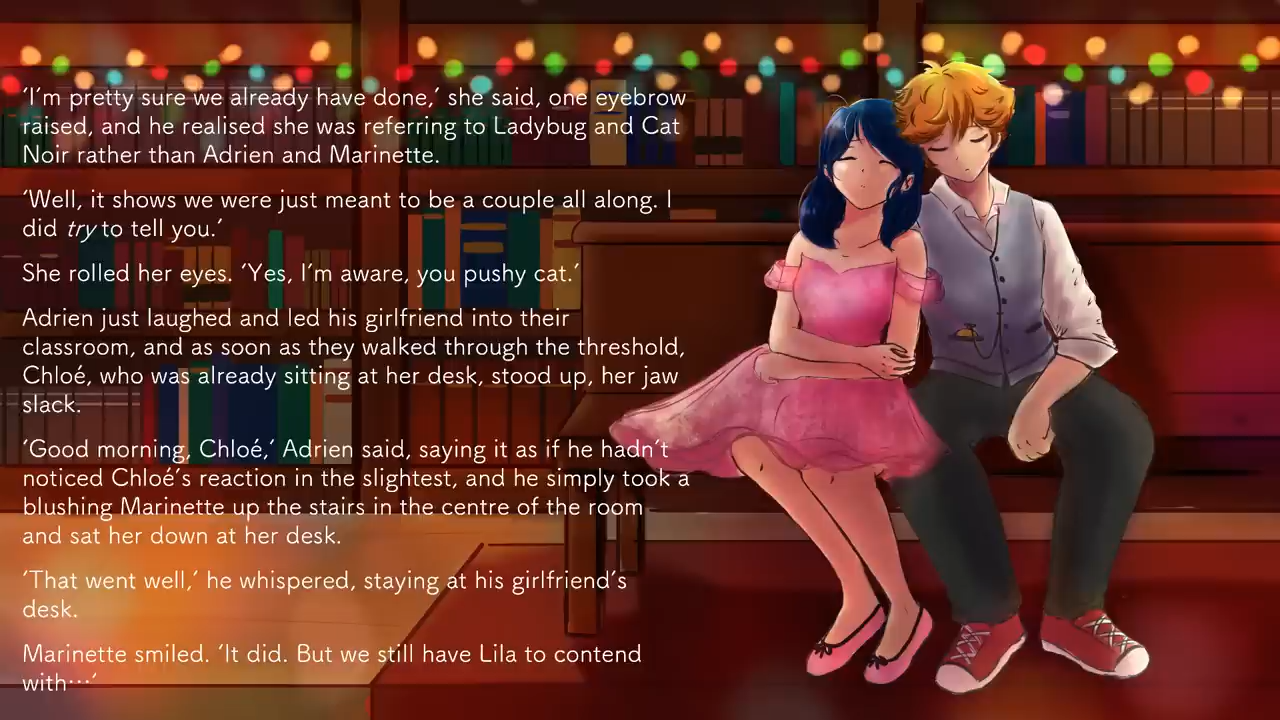 ‘I’m pretty sure we already have done,’ she said, one eyebrow
raised, and he realised she was referring to Ladybug and Cat
Noir rather than Adrien and Marinette.
‘Well, it shows we were just meant to be a couple all along. I
did try to tell you.’
She rolled her eyes. ‘Yes, I’m aware, you pushy cat.’
Adrien just laughed and led his girlfriend into their
classroom, and as soon as they walked through the threshold,
Chloé, who was already sitting at her desk, stood up, her jaw
slack.
‘Good morning, Chloé,’ Adrien said, saying it as if he hadn’t
noticed Chloé’s reaction in the slightest, and he simply took a
blushing Marinette up the stairs in the centre of the room
and sat her down at her desk.
‘That went well,’ he whispered, staying at his girlfriend’s
desk.
Marinette smiled. ‘It did. But we still have Lila to contend
with…’